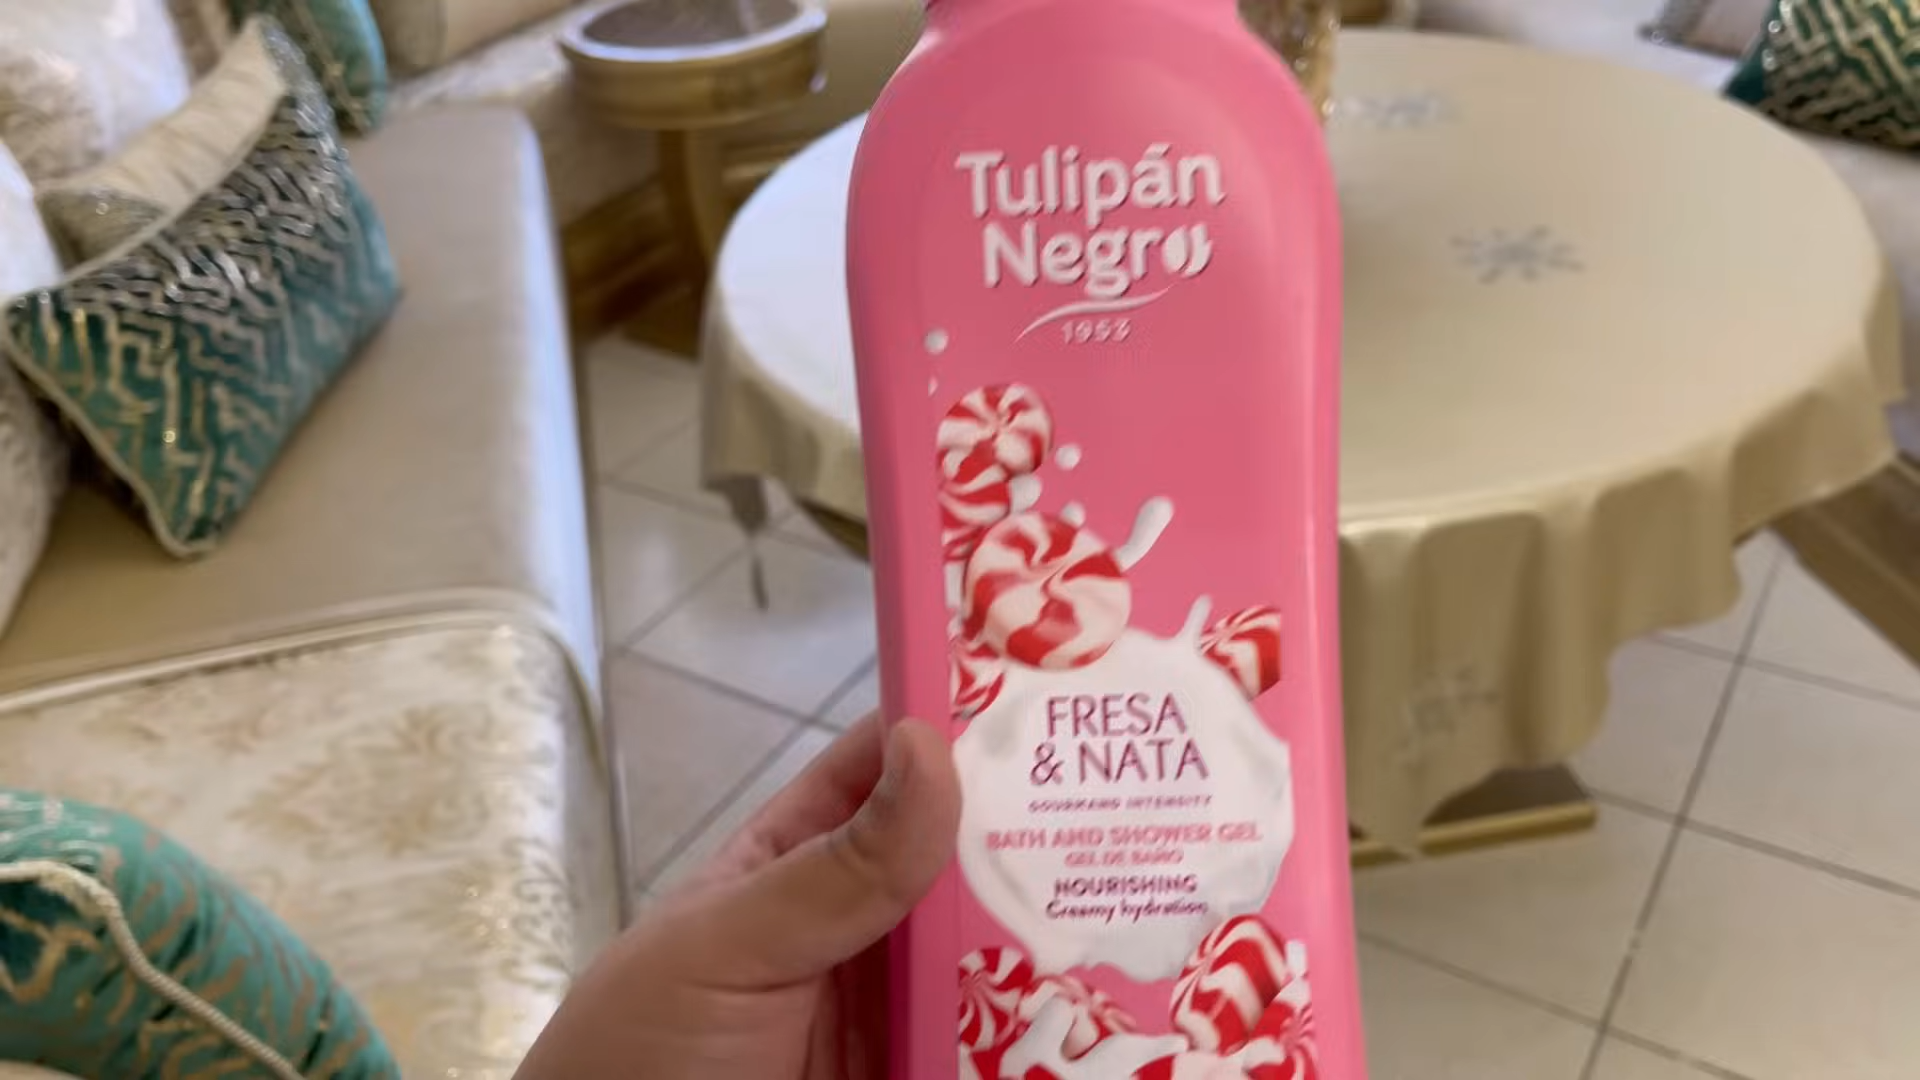 Tulipán
Negro
1953
FRESA
& NATA
GOURMAND INTENSITY
BATH AND SHOWER GEL
GEL DE BAÑO
NOURISHING
Creamy hydration